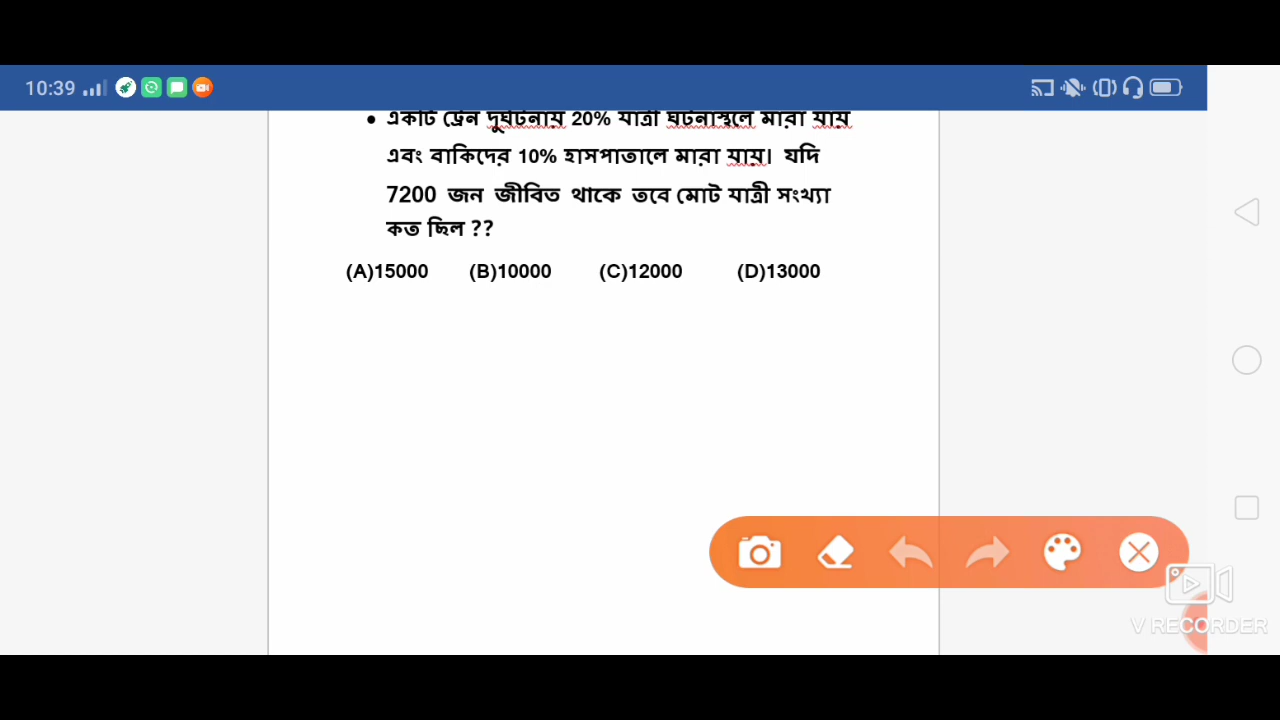 10:39
একটি ট্রেন দুর্ঘটনায় 20% যাত্রী ঘটনাস্থলে মারা যায়
এবং বাকিদের 10% হাসপাতালে মারা যায়। যদি
7200 জন জীবিত থাকে তবে মোট যাত্রী সংখ্যা
কত ছিল ??
(A)15000 (B)10000 (C)12000 (D)13000
V RECORDER